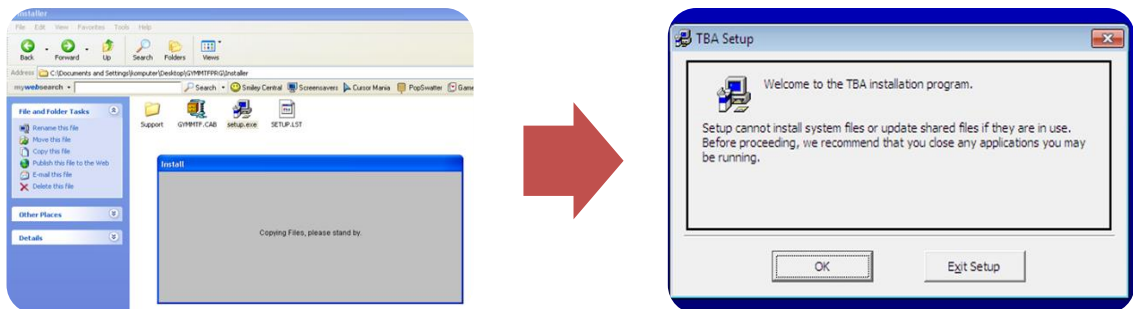 Installer
File Edit View Favorites Tools Help
Back Forward Up Search Folders Views
Address C:\Documents and Settings\komputer\Desktop\GYMMTFPRG\Installer
mywebsearch Search Smiley Central Screensavers Cursor Mania PopSwatter Game
File and Folder Tasks
Rename this file
Move this file
Copy this file
Publish this file to the Web
E-mail this file
Delete this file
Other Places
Details
Support GYMMTF.CAB setup.exe SETUP.LST
Install
Copying Files, please stand by.
TBA Setup
Welcome to the TBA installation program.
Setup cannot install system files or update shared files if they are in use.
Before proceeding, we recommend that you close any applications you may
be running.
OK Exit Setup